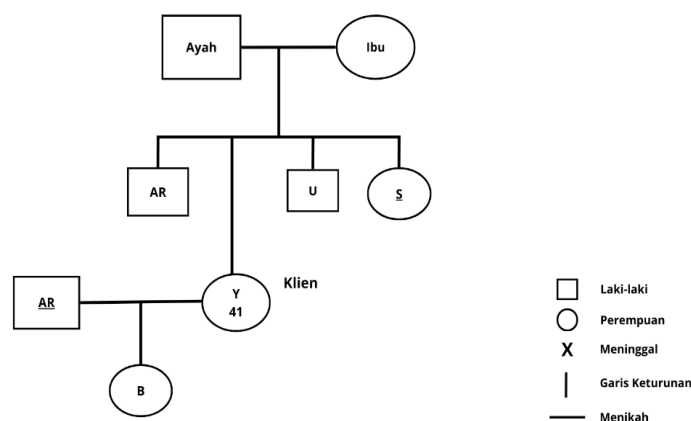 Ayah
Ibu
AR
U
S
Klien
AR
Y
41
B
Laki-laki
Perempuan
X
Meninggal
Garis Keturunan
Menikah